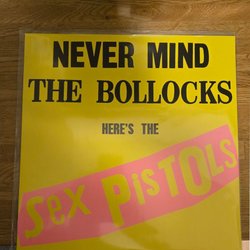 NEVER MIND
THE BOLLOCKS
HERE'S THE
Sex PiSTOLS